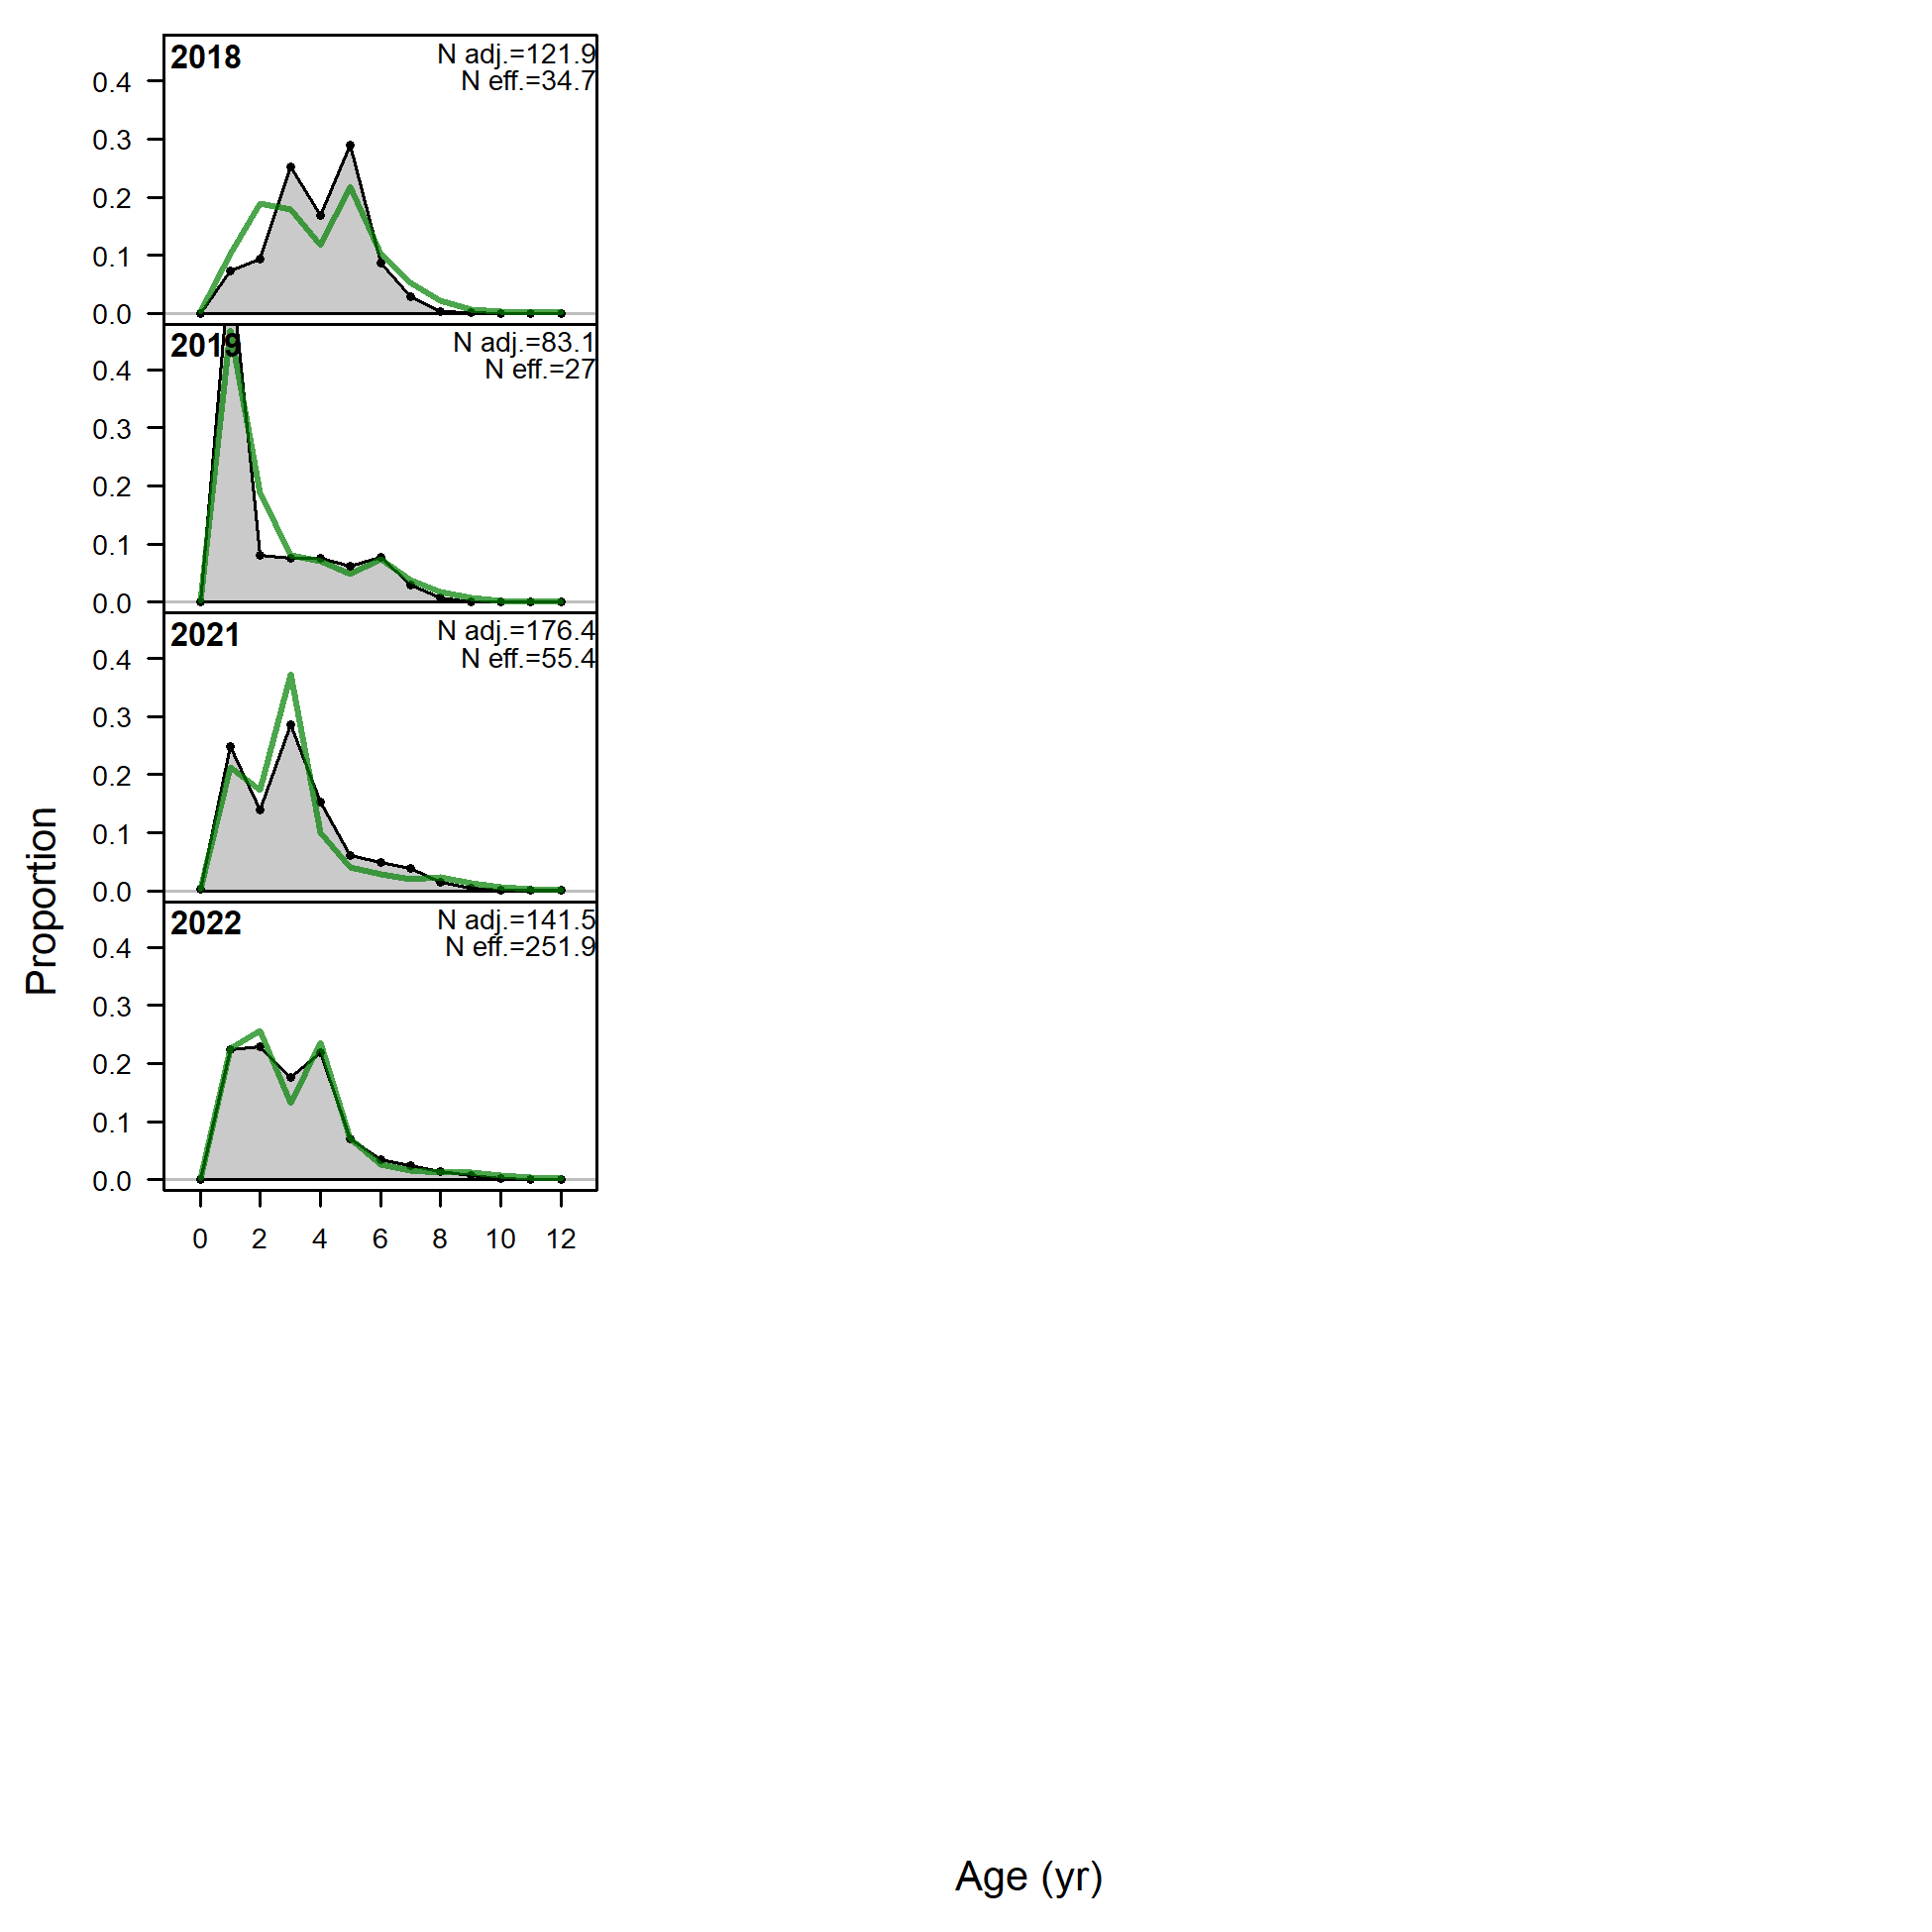 2018
N adj.=121.9
N eff.=34.7
0.4
0.3
0.2
0.1
0.0
2019
N adj.=83.1
N eff.=27
0.4
0.3
0.2
0.1
0.0
2021
N adj.=176.4
N eff.=55.4
0.4
0.3
0.2
0.1
0.0
2022
N adj.=141.5
N eff.=251.9
0.4
0.3
0.2
0.1
0.0
0 2 4 6 8 10 12
Proportion
Age (yr)